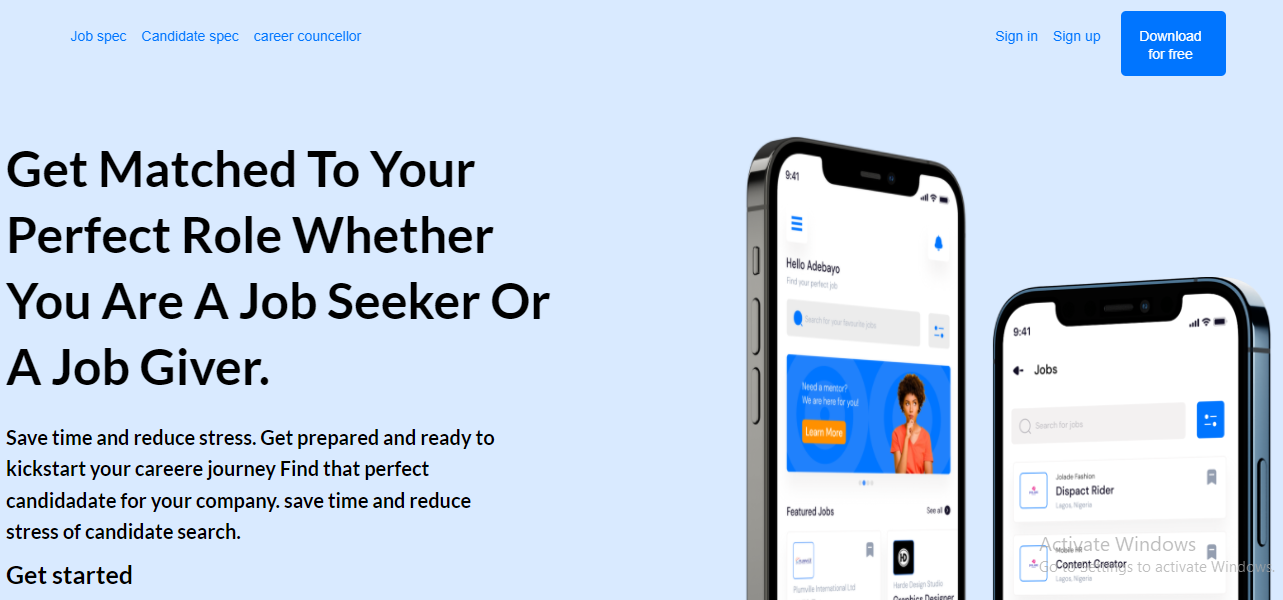 Job spec Candidate spec career councellor
Sign in Sign up
Download
for free
Get Matched To Your
Perfect Role Whether
You Are A Job Seeker Or
A Job Giver.
Save time and reduce stress. Get prepared and ready to
kickstart your careere journey Find that perfect
candidadate for your company. save time and reduce
stress of candidate search.
Get started
9:41
Hello Adebayo
Find your perfect job
Search for your favourite jobs
Need a mentor?
We are here for you!
Learn More
Featured Jobs
See all
Plumville International Ltd
Harde Design Studio
Graphics Designer
9:41
Jobs
Search for jobs
Jolade Fashion
Dispact Rider
Lagos, Nigeria
Mobile HR
Content Creator
Lagos, Nigeria
Activate Windows
Go to Settings to activate Windows.